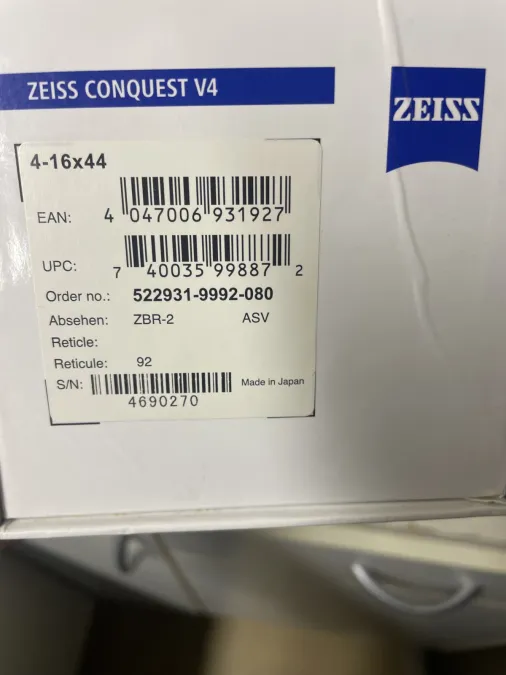 ZEISS CONQUEST V4
ZEISS
4-16x44
EAN: 4 047006 931927
UPC: 7 40035 99887 2
Order no.: 522931-9992-080
Absehen: ZBR-2 ASV
Reticle:
Reticule: 92
S/N: Made in Japan
4690270